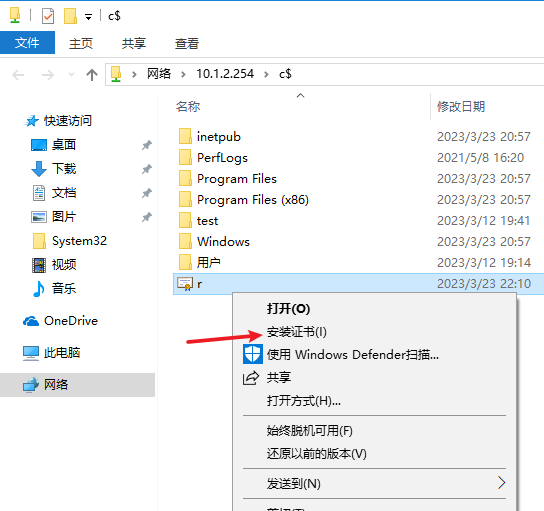 c$
文件 主页 共享 查看
网络 10.1.2.254 c$
名称 修改日期
快速访问
桌面
下载
文档
图片
System32
视频
音乐
OneDrive
此电脑
网络
inetpub 2023/3/23 20:57
PerfLogs 2021/5/8 16:20
Program Files 2023/3/23 20:57
Program Files (x86) 2023/3/23 20:57
test 2023/3/12 19:41
Windows 2023/3/23 20:57
用户 2023/3/12 19:14
r 2023/3/23 22:10
打开(O)
安装证书(I)
使用 Windows Defender扫描...
共享
打开方式(H)...
始终脱机可用(F)
还原以前的版本(V)
发送到(N)